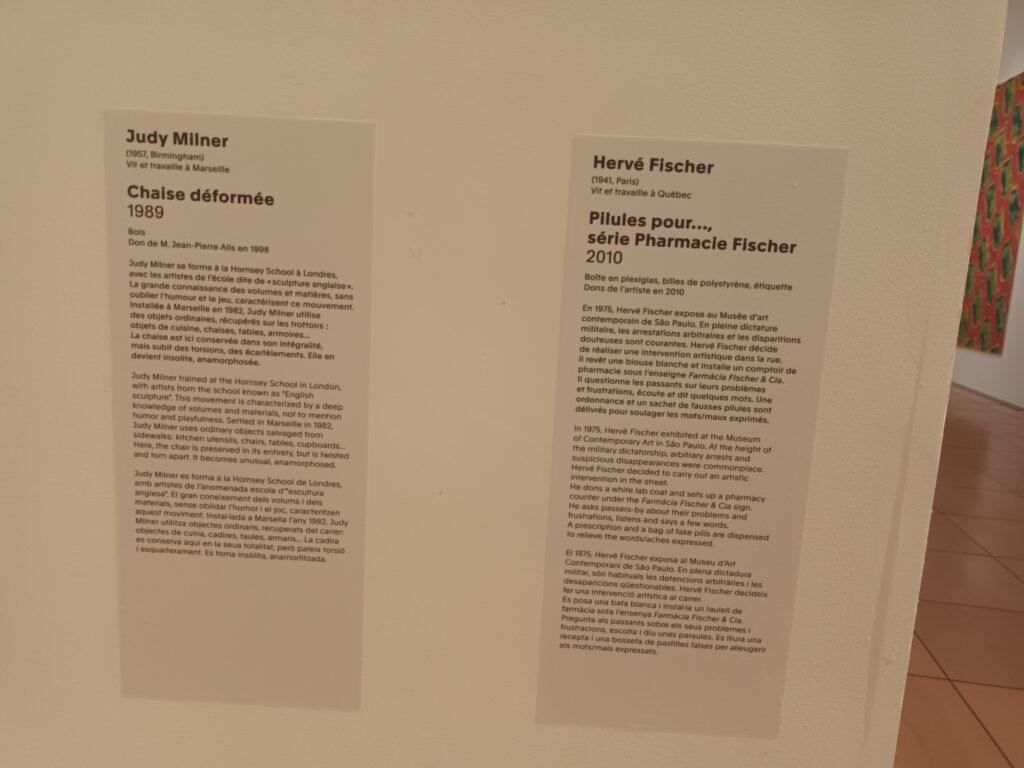 Judy Milner
(1957, Birmingham)
Vit et travaille à Marseille
Chaise déformée
1989
Bois
Don de M. Jean-Pierre Alis en 1998
Judy Milner se forme à la Hornsey School à Londres,
avec les artistes de l'école dite de « sculpture anglaise ».
La grande connaissance des volumes et matières, sans
oublier l'humour et le jeu, caractérisent ce mouvement.
Installée à Marseille en 1982, Judy Milner utilise
des objets ordinaires, récupérés sur les trottoirs :
objets de cuisine, chaises, tables, armoires...
La chaise est ici conservée dans son intégralité,
mais subit des torsions, des écartèlements. Elle en
devient insolite, anamorphosée.
Judy Milner trained at the Hornsey School in London,
with artists from the school known as "English
sculpture". This movement is characterized by a deep
knowledge of volumes and materials, not to mention
humor and playfulness. Settled in Marseille in 1982,
Judy Milner uses ordinary objects salvaged from
sidewalks: kitchen utensils, chairs, tables, cupboards...
Here, the chair is preserved in its entirety, but is twisted
and torn apart. It becomes unusual, anamorphosed.
Judy Milner es forma a la Hornsey School de Londres,
amb artistes de l'anomenada escola d'"escultura
anglesa". El gran coneixement dels volums i dels
materials, sense oblidar l'humor i el joc, caracteritzen
aquest moviment. Instal·lada a Marsella l'any 1982, Judy
Milner utilitza objectes ordinaris, recuperats del carrer:
objectes de cuina, cadires, taules, armaris... La cadira
es conserva aquí en la seua totalitat, però pateix torsió
i esquarterament. Es torna insòlita, anamorfitzada.
Hervé Fischer
(1941, Paris)
Vit et travaille à Québec
Pilules pour...,
série Pharmacie Fischer
2010
Boîte en plexiglas, billes de polystyrène, étiquette
Dons de l'artiste en 2010
En 1975, Hervé Fischer expose au Musée d'art
contemporain de São Paulo. En pleine dictature
militaire, les arrestations arbitraires et les disparitions
douteuses sont courantes. Hervé Fischer décide
de réaliser une intervention artistique dans la rue.
Il revêt une blouse blanche et installe un comptoir de
pharmacie sous l'enseigne Farmácia Fischer & Cia.
Il questionne les passants sur leurs problèmes
et frustrations, écoute et dit quelques mots. Une
ordonnance et un sachet de fausses pilules sont
délivrés pour soulager les mots/maux exprimés.
In 1975, Hervé Fischer exhibited at the Museum
of Contemporary Art in São Paulo. At the height of
the military dictatorship, arbitrary arrests and
suspicious disappearances were commonplace.
Hervé Fischer decided to carry out an artistic
intervention in the street.
He dons a white lab coat and sets up a pharmacy
counter under the Farmácia Fischer & Cia sign.
He asks passers-by about their problems and
frustrations, listens and says a few words.
A prescription and a bag of fake pills are dispensed
to relieve the words/aches expressed.
El 1975, Hervé Fischer exposa al Museu d'Art
Contemporani de São Paulo. En plena dictadura
militar, són habituals les detencions arbitràries i les
desaparicions qüestionables. Hervé Fischer decideix
fer una intervenció artística al carrer.
Es posa una bata blanca i instal·la un taulell de
farmàcia sota l'ensenya Farmácia Fischer & Cia.
Pregunta als passants sobre els seus problemes i
frustracions, escolta i diu unes paraules. Es lliura una
recepta i una bosseta de pastilles falses per alleugerir
els mots/mals expressats.